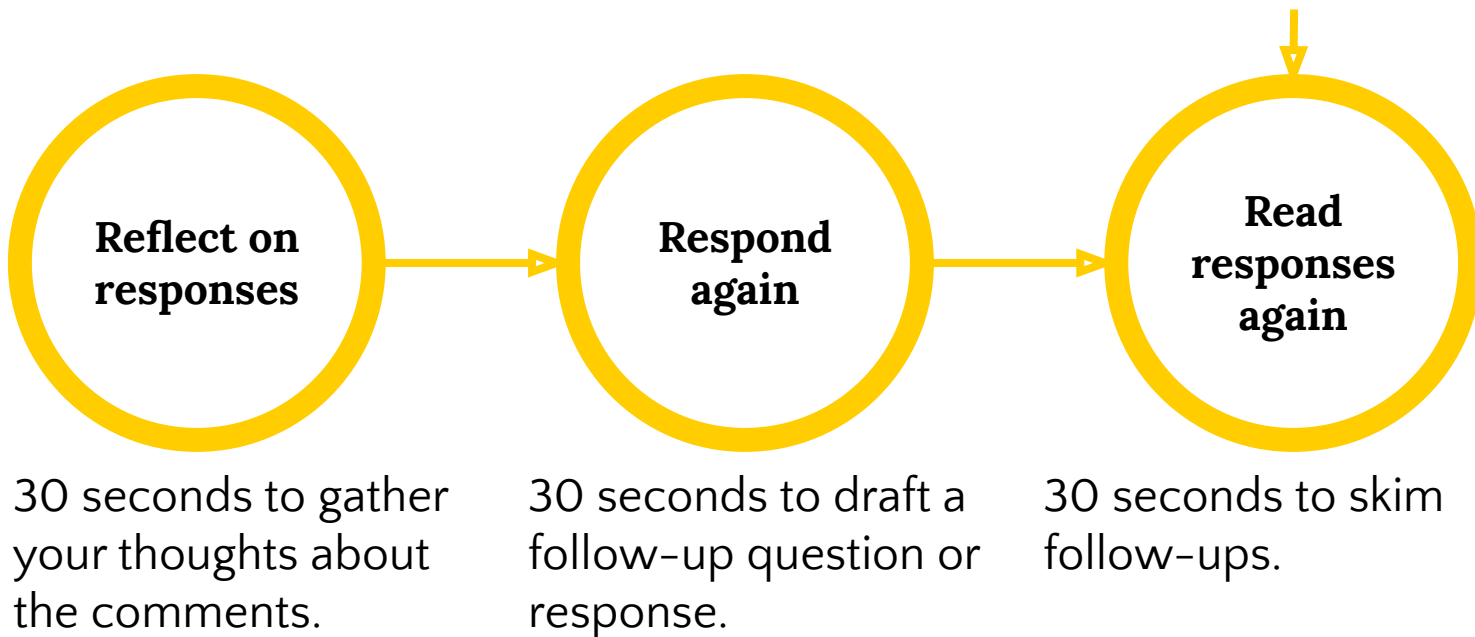 Reflect on
responses
Respond
again
Read
responses
again
30 seconds to gather
your thoughts about
the comments.
30 seconds to draft a
follow-up question or
response.
30 seconds to skim
follow-ups.